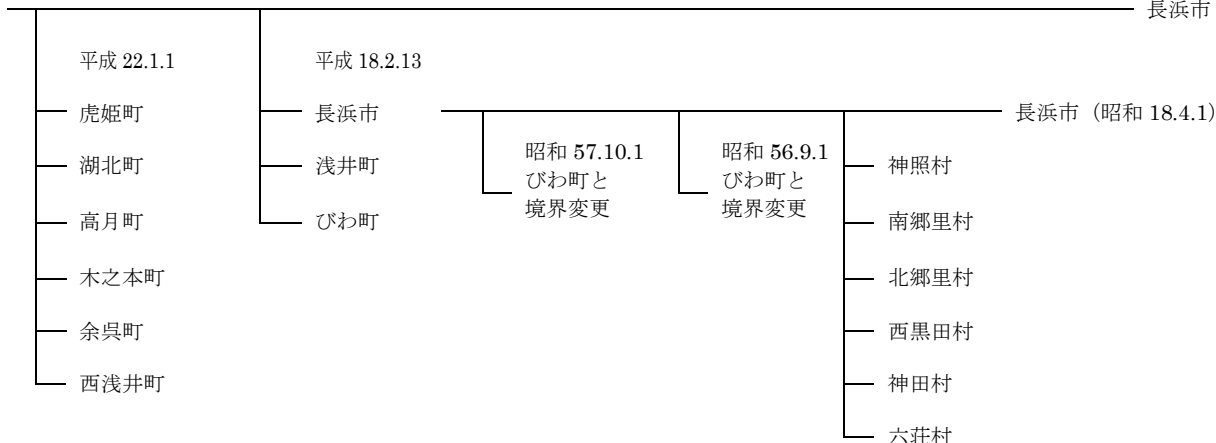 長浜市
平成 22.1.1
虎姫町
湖北町
高月町
木之本町
余呉町
西浅井町
平成 18.2.13
長浜市
浅井町
びわ町
昭和 57.10.1
びわ町と
境界変更
昭和 56.9.1
びわ町と
境界変更
長浜市（昭和 18.4.1）
神照村
南郷里村
北郷里村
西黒田村
神田村
六荘村